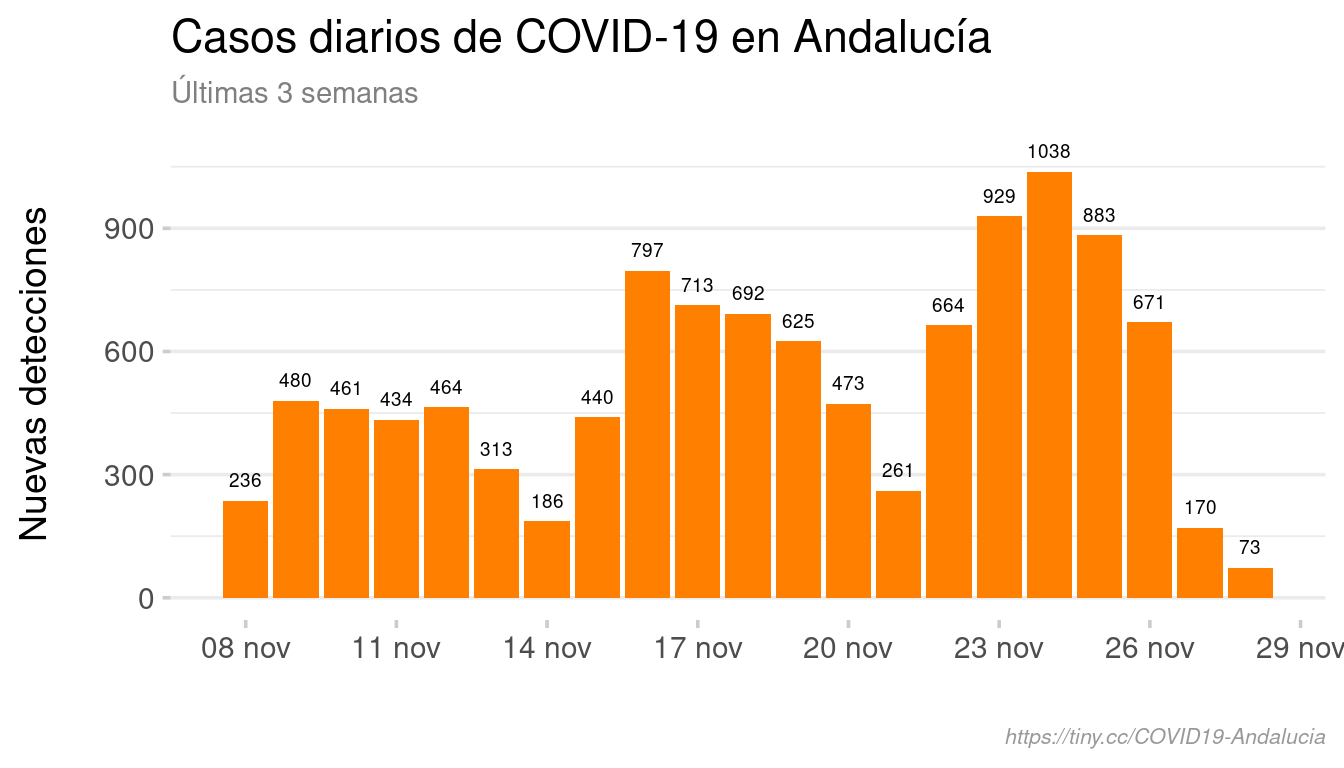 Casos diarios de COVID-19 en Andalucía
Últimas 3 semanas
Nuevas detecciones
900
600
300
0
236
480
461
434
464
313
186
440
797
713
692
625
473
261
664
929
1038
883
671
170
73
08 nov
11 nov
14 nov
17 nov
20 nov
23 nov
26 nov
29 nov
https://tiny.cc/COVID19-Andalucia